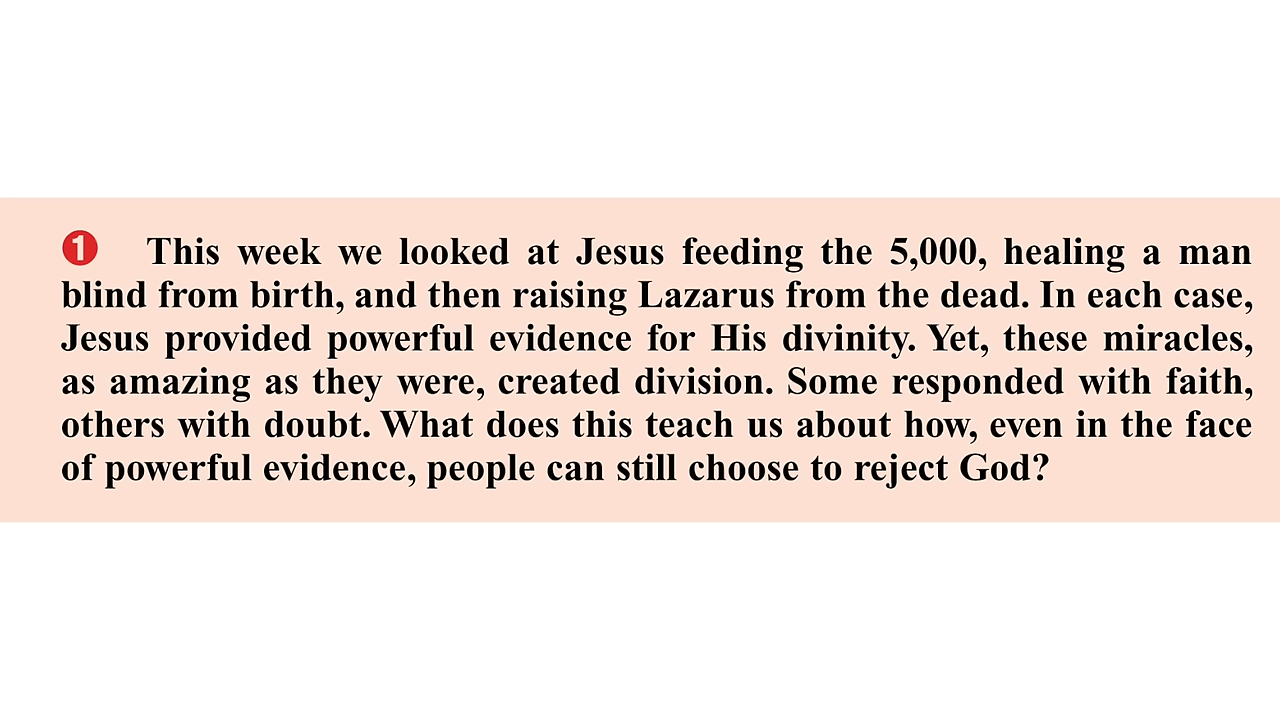 ❶ This week we looked at Jesus feeding the 5,000, healing a man
blind from birth, and then raising Lazarus from the dead. In each case,
Jesus provided powerful evidence for His divinity. Yet, these miracles,
as amazing as they were, created division. Some responded with faith,
others with doubt. What does this teach us about how, even in the face
of powerful evidence, people can still choose to reject God?